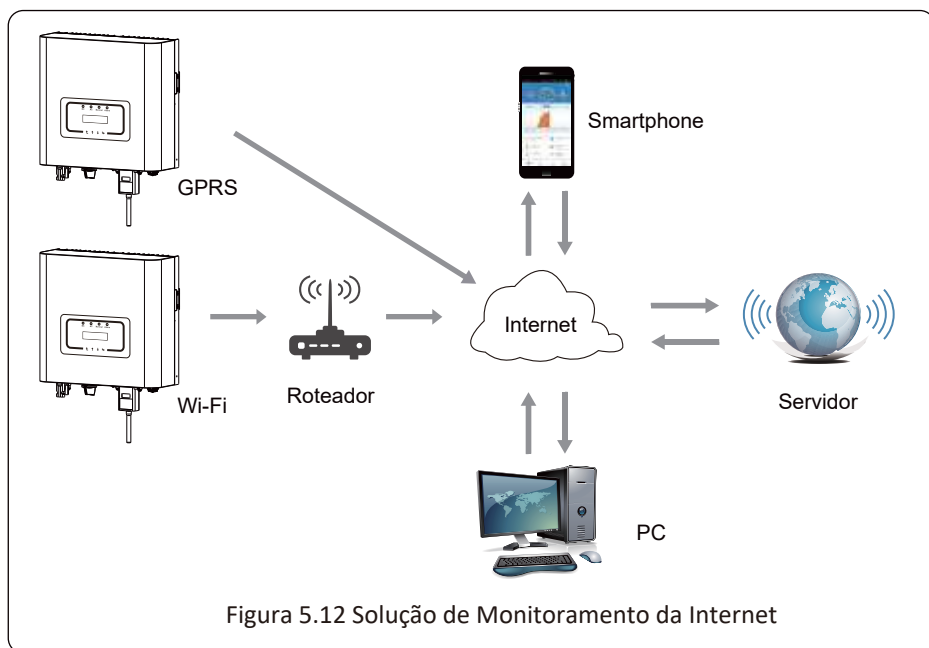 Smartphone
GPRS
Internet
Wi-Fi
Roteador
Servidor
PC
Figura 5.12 Solução de Monitoramento da Internet